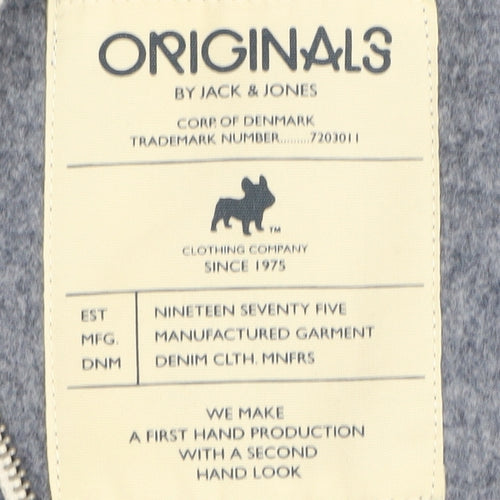 ORIGINALS
BY JACK & JONES
CORP. OF DENMARK
TRADEMARK NUMBER.........7203011
TM
CLOTHING COMPANY
SINCE 1975
EST NINETEEN SEVENTY FIVE
MFG. MANUFACTURED GARMENT
DNM DENIM CLTH. MNFRS
WE MAKE
A FIRST HAND PRODUCTION
WITH A SECOND
HAND LOOK